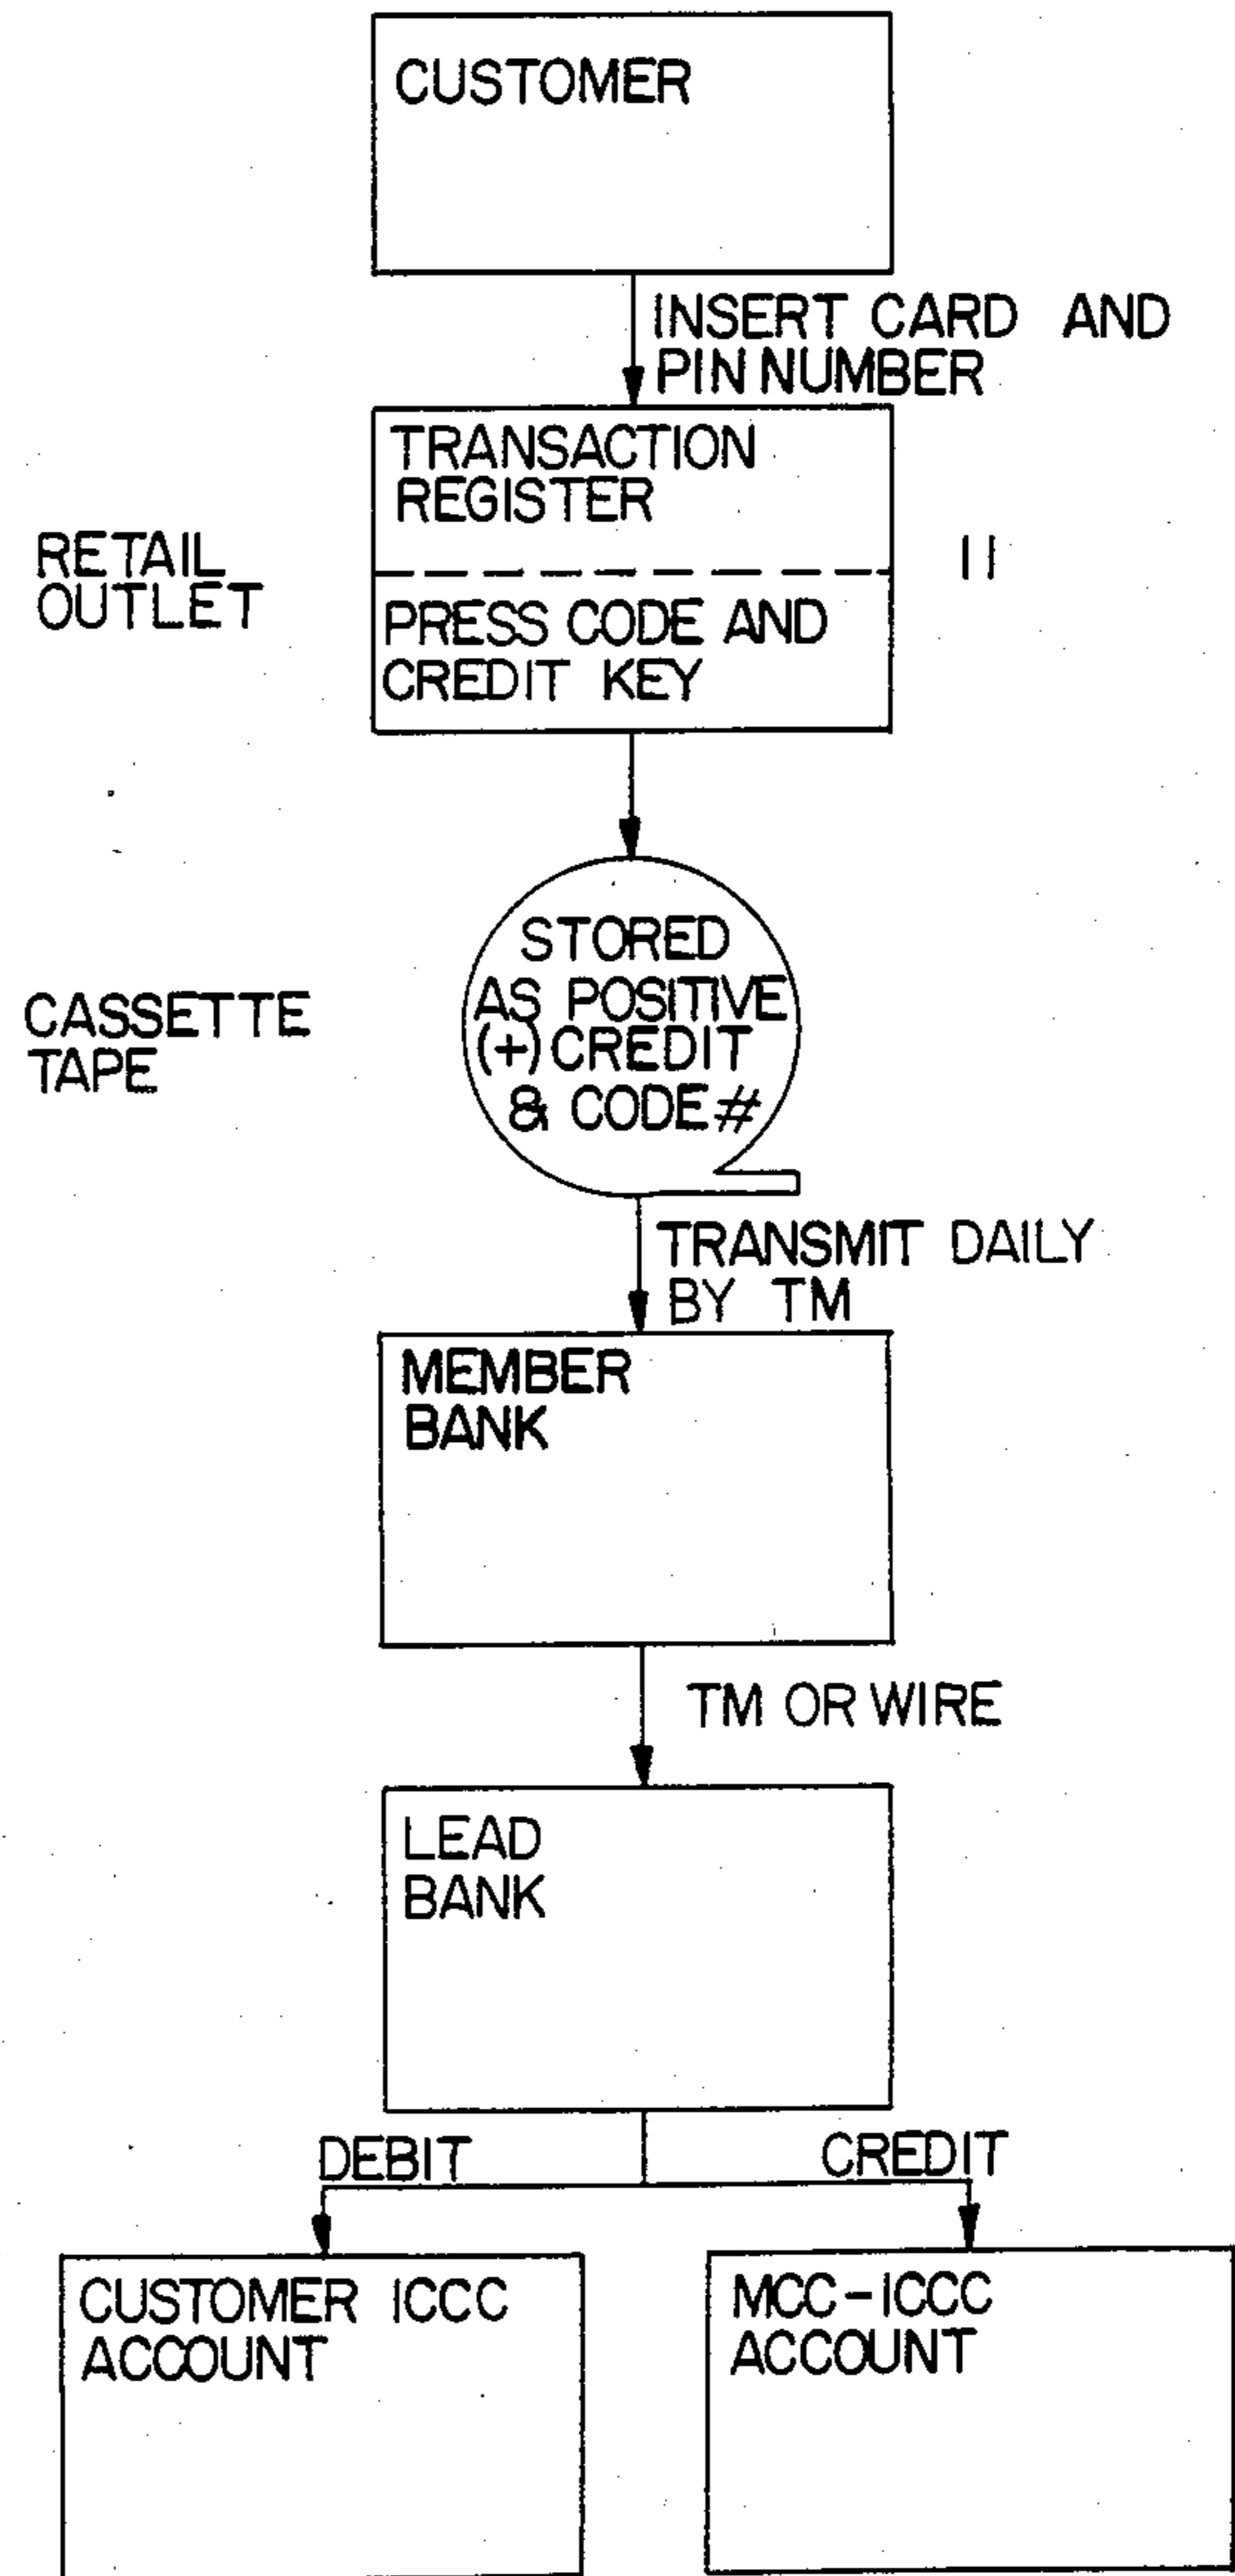 CUSTOMER
INSERT CARD AND
PIN NUMBER
TRANSACTION
REGISTER
RETAIL
OUTLET
11
PRESS CODE AND
CREDIT KEY
STORED
AS POSITIVE
(+) CREDIT
& CODE #
CASSETTE
TAPE
TRANSMIT DAILY
BY TM
MEMBER
BANK
TM OR WIRE
LEAD
BANK
DEBIT
CREDIT
CUSTOMER ICCC
ACCOUNT
MCC-ICCC
ACCOUNT